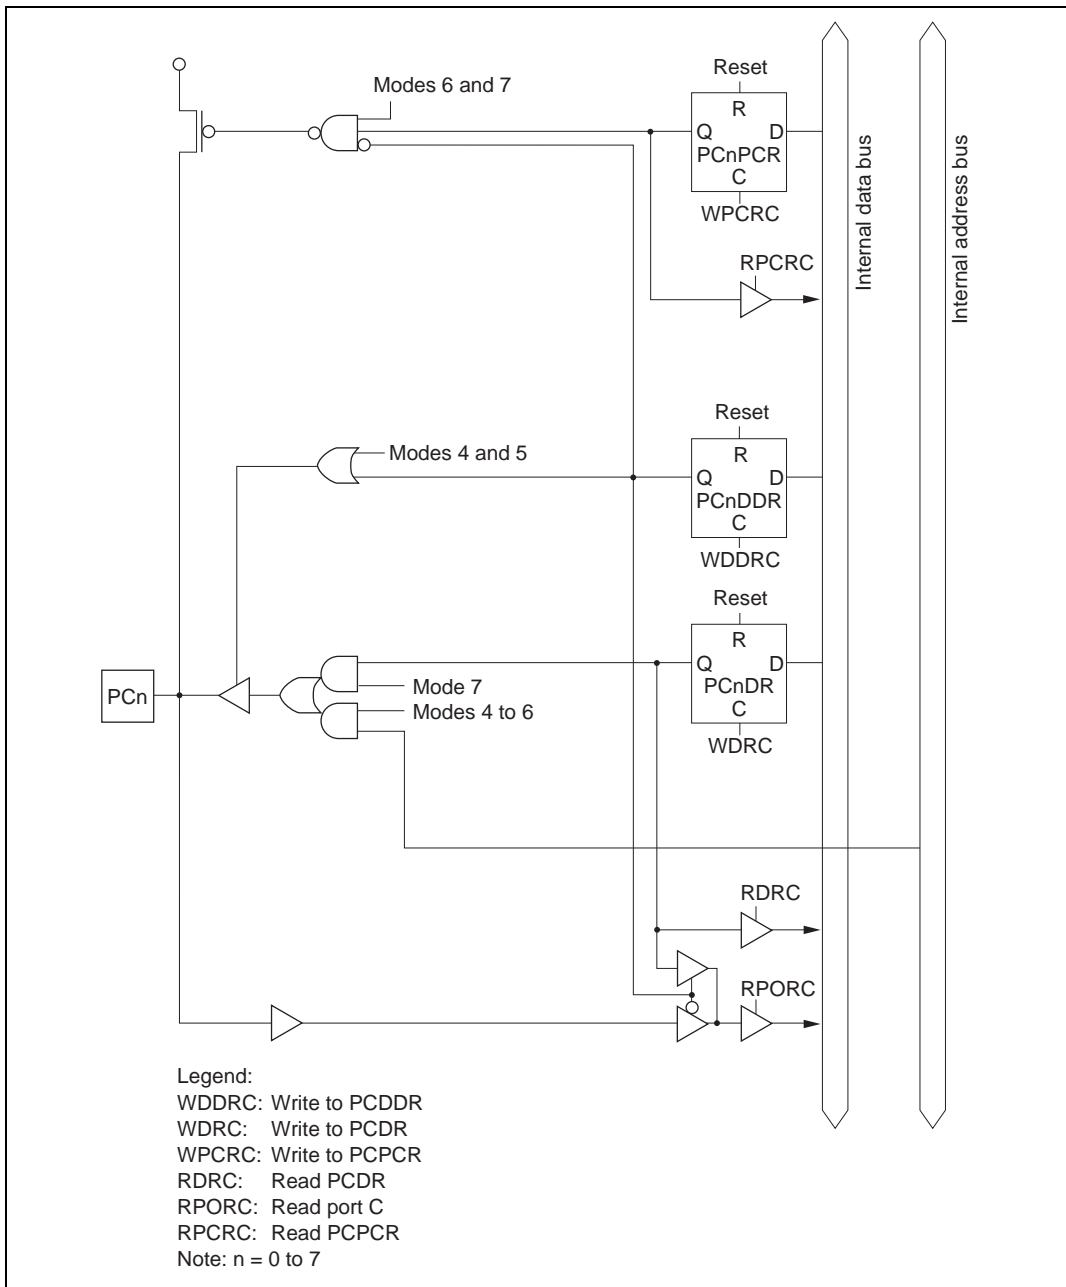 Reset
Modes 6 and 7
R
Q D
PCnPCR
C
WPCRC
Internal data bus
Internal address bus
RPCRC
Reset
Modes 4 and 5
R
Q D
PCnDDR
C
WDDRC
Reset
R
Q D
PCn
Mode 7
PCnDR
Modes 4 to 6
C
WDRC
RDRC
RPORC
Legend:
WDDRC: Write to PCDDR
WDRC: Write to PCDR
WPCRC: Write to PCPCR
RDRC: Read PCDR
RPORC: Read port C
RPCRC: Read PCPCR
Note: n = 0 to 7